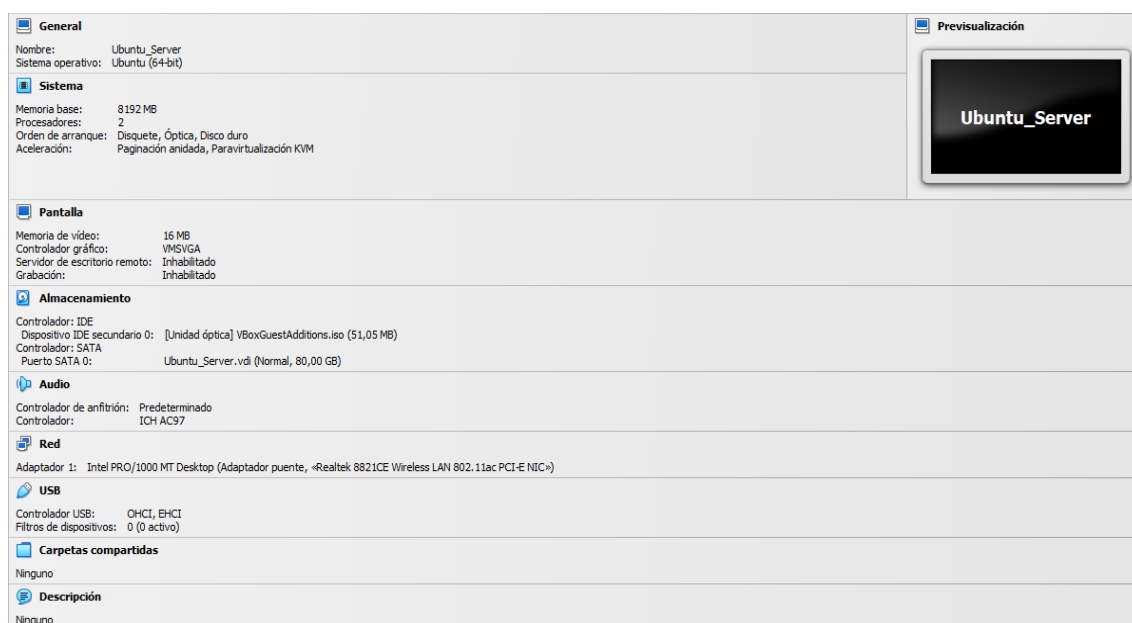 General
Nombre: Ubuntu_Server
Sistema operativo: Ubuntu (64-bit)
Previsualización
Ubuntu_Server
Sistema
Memoria base: 8192 MB
Procesadores: 2
Orden de arranque: Disquete, Óptica, Disco duro
Aceleración: Paginación anidada, Paravirtualización KVM
Pantalla
Memoria de vídeo: 16 MB
Controlador gráfico: VMSVGA
Servidor de escritorio remoto: Inhabilitado
Grabación: Inhabilitado
Almacenamiento
Controlador: IDE
Dispositivo IDE secundario 0: [Unidad óptica] VBoxGuestAdditions.iso (51,05 MB)
Controlador: SATA
Puerto SATA 0: Ubuntu_Server.vdi (Normal, 80,00 GB)
Audio
Controlador de anfitrión: Predeterminado
Controlador: ICH AC97
Red
Adaptador 1: Intel PRO/1000 MT Desktop (Adaptador puente, «Realtek 8821CE Wireless LAN 802.11ac PCI-E NIC»)
USB
Controlador USB: OHCI, EHCI
Filtros de dispositivos: 0 (0 activo)
Carpetas compartidas
Ninguno
Descripción
Ninguno